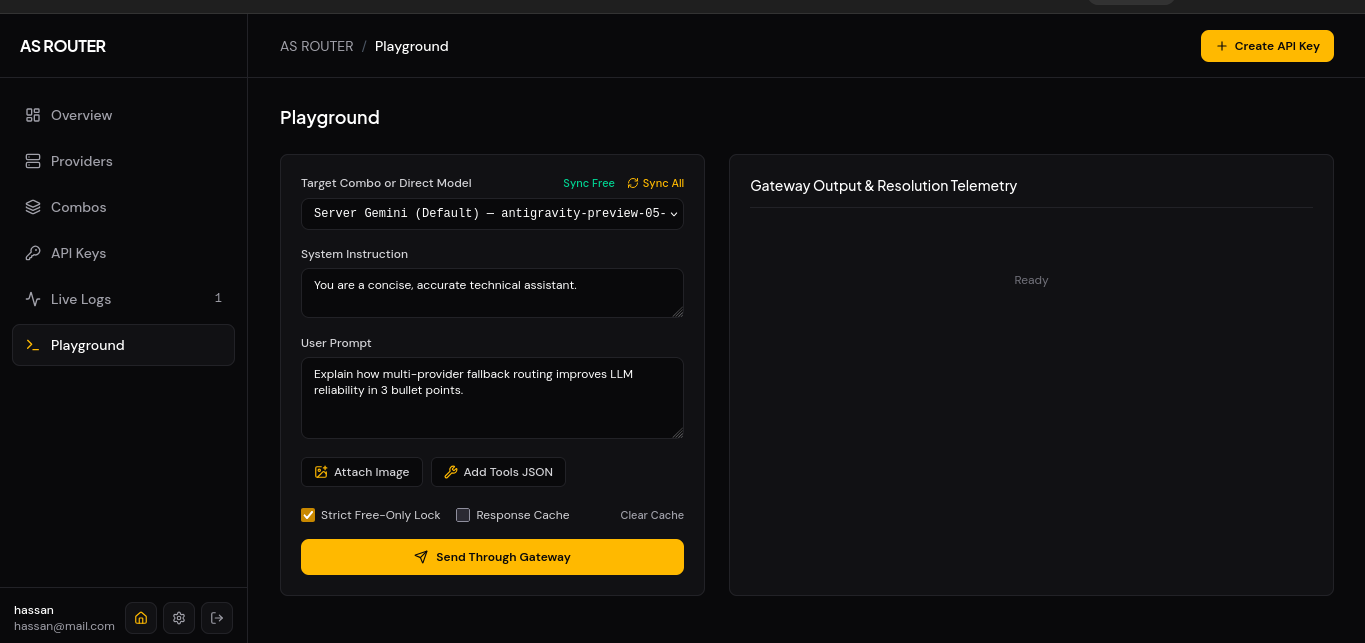 AS ROUTER
AS ROUTER / Playground
Create API Key
Overview
Providers
Combos
API Keys
Live Logs 1
Playground
Playground
Target Combo or Direct Model
Sync Free
Sync All
Server Gemini (Default) — antigravity-preview-05-
System Instruction
You are a concise, accurate technical assistant.
User Prompt
Explain how multi-provider fallback routing improves LLM
reliability in 3 bullet points.
Attach Image
Add Tools JSON
Strict Free-Only Lock
Response Cache
Clear Cache
Send Through Gateway
Gateway Output & Resolution Telemetry
Ready
hassan
hassan@mail.com